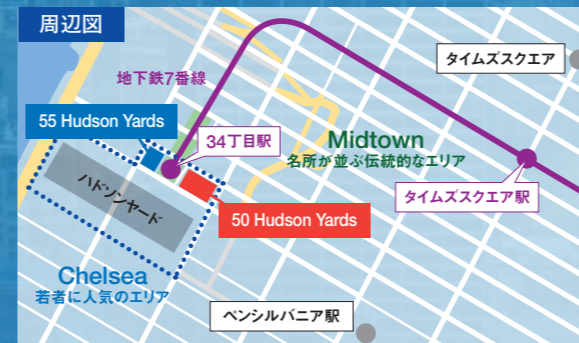 周辺図
タイムズスクエア
地下鉄7番線
55 Hudson Yards
34丁目駅
Midtown
名所が並ぶ伝統的なエリア
ハドソンヤード
タイムズスクエア駅
50 Hudson Yards
Chelsea
若者に人気のエリア
ペンシルバニア駅